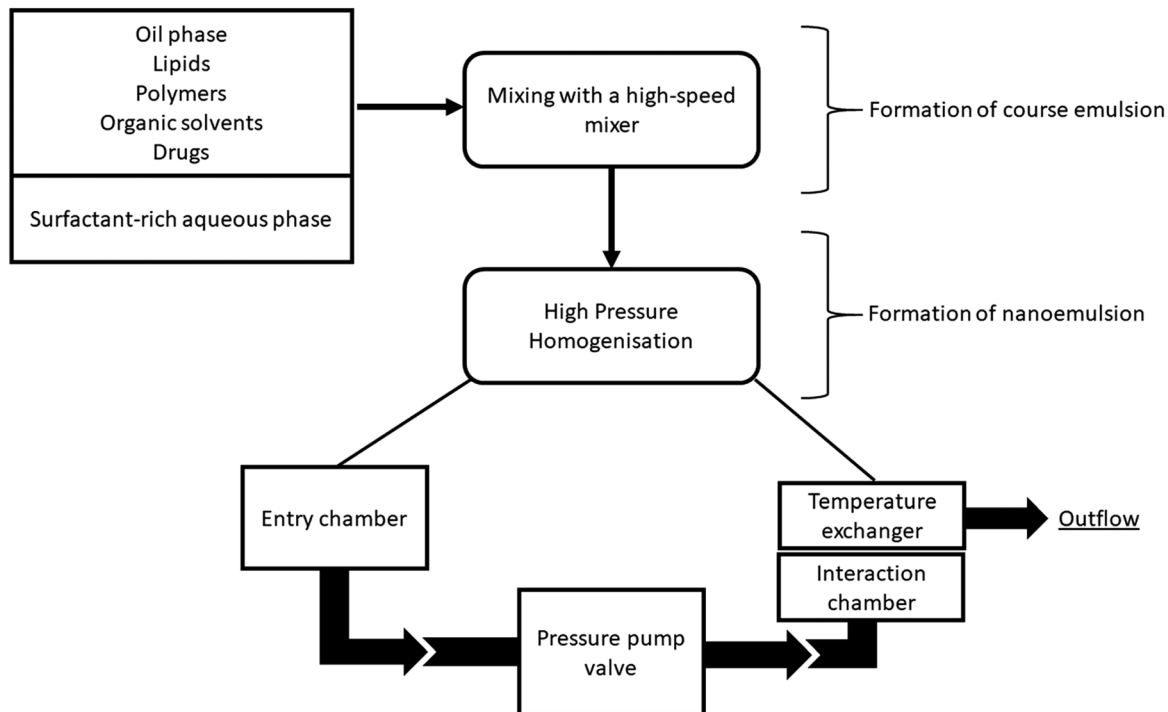 Oil phase
Lipids
Polymers
Organic solvents
Drugs
Surfactant-rich aqueous phase
Mixing with a high-speed
mixer
Formation of course emulsion
High Pressure
Homogenisation
Formation of nanoemulsion
Entry chamber
Pressure pump
valve
Temperature
exchanger
Interaction
chamber
Outflow